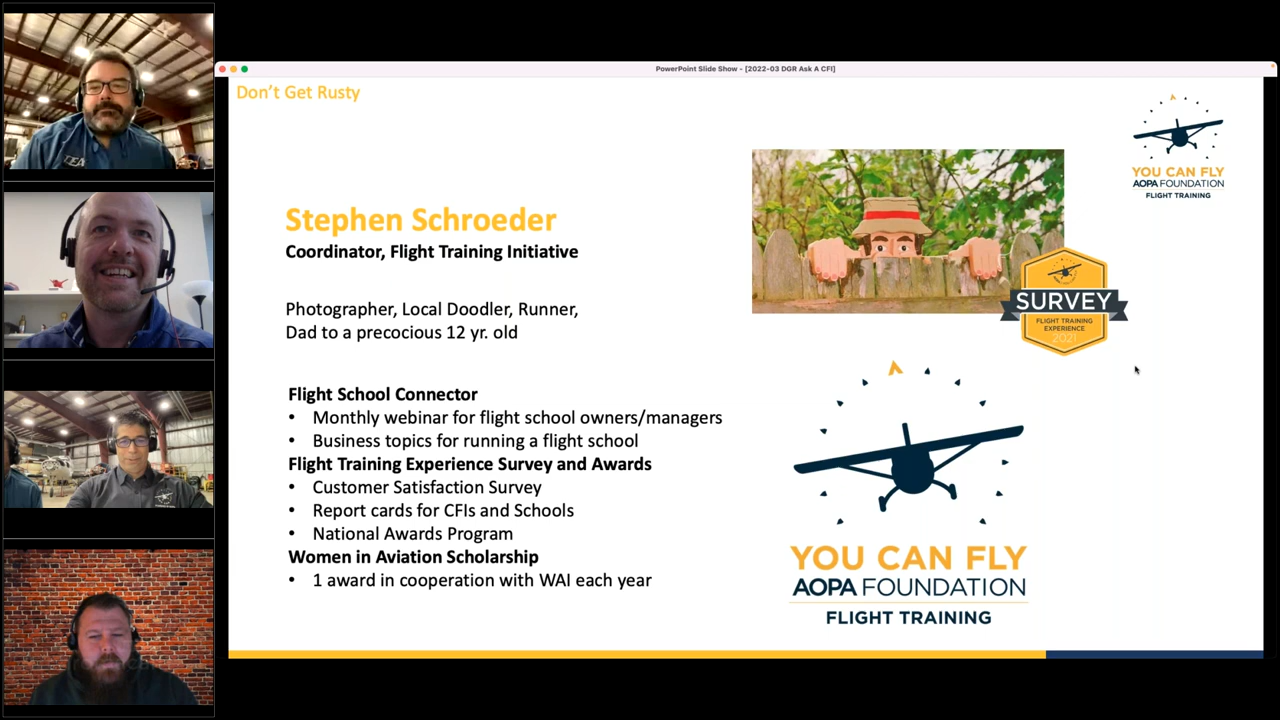 PowerPoint Slide Show - [2022-03 DGR Ask A CFI]
Don't Get Rusty
YOU CAN FLY
AOPA FOUNDATION
FLIGHT TRAINING
Stephen Schroeder
Coordinator, Flight Training Initiative
Photographer, Local Doodler, Runner,
Dad to a precocious 12 yr. old
SURVEY
FLIGHT TRAINING
EXPERIENCE
2021
Flight School Connector
• Monthly webinar for flight school owners/managers
• Business topics for running a flight school
Flight Training Experience Survey and Awards
• Customer Satisfaction Survey
• Report cards for CFIs and Schools
• National Awards Program
Women in Aviation Scholarship
• 1 award in cooperation with WAI each year
YOU CAN FLY
AOPA FOUNDATION
FLIGHT TRAINING